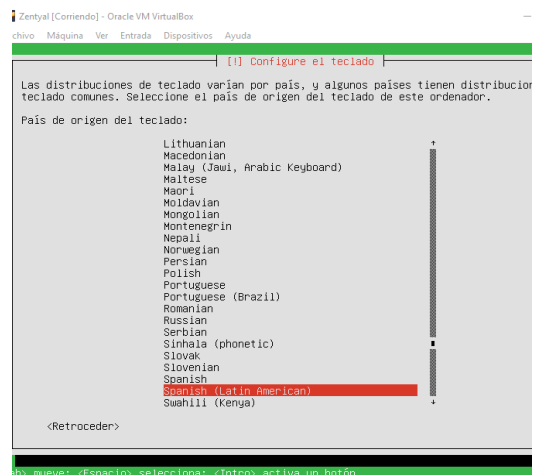 Zentyal [Corriendo] - Oracle VM VirtualBox
chivo Máquina Ver Entrada Dispositivos Ayuda
[!] Configure el teclado
Las distribuciones de teclado varían por país, y algunos países tienen distribucion
teclado comunes. Seleccione el país de origen del teclado de este ordenador.
País de origen del teclado:
Lithuanian
Macedonian
Malay (Jawi, Arabic Keyboard)
Maltese
Maori
Moldavian
Mongolian
Montenegrin
Nepali
Norwegian
Persian
Polish
Portuguese
Portuguese (Brazil)
Romanian
Russian
Serbian
Sinhala (phonetic)
Slovak
Slovenian
Spanish
Spanish (Latin American)
Swahili (Kenya)
<Retroceder>
ab> mueve; <Espacio> selecciona; <Intro> activa un botón